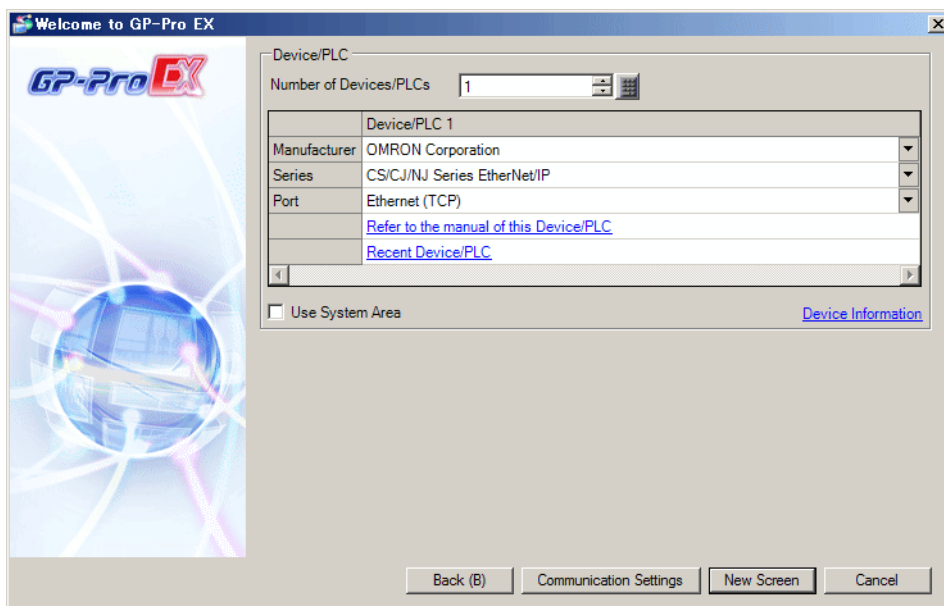 Welcome to GP-Pro EX
GP-Pro EX
Device/PLC
Number of Devices/PLCs 1
Device/PLC 1
Manufacturer OMRON Corporation
Series CS/CJ/NJ Series EtherNet/IP
Port Ethernet (TCP)
Refer to the manual of this Device/PLC
Recent Device/PLC
Use System Area Device Information
Back (B) Communication Settings New Screen Cancel